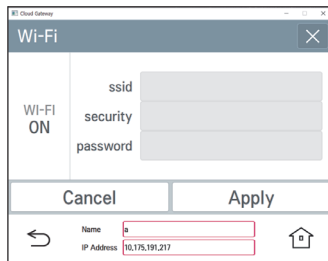 Cloud Gateway
Wi-Fi
ssid
WI-FI
ON
security
password
Cancel
Apply
Name
a
IP Address
10,175,191,217